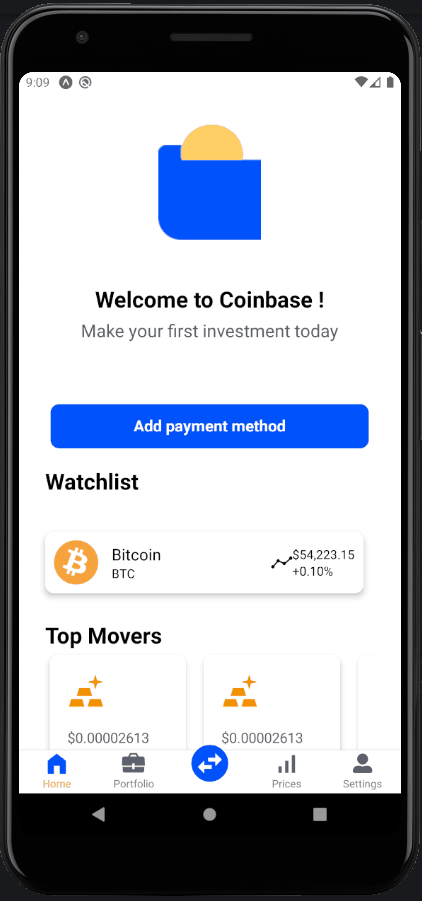 9:09
Welcome to Coinbase !
Make your first investment today
Add payment method
Watchlist
Bitcoin
BTC
$54,223.15
+0.10%
Top Movers
$0.00002613
$0.00002613
Home
Portfolio
Prices
Settings